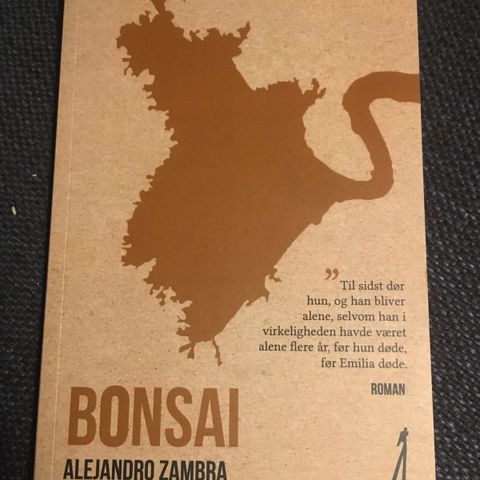 ”Til sidst dør
hun, og han bliver
alene, selvom han i
virkeligheden havde været
alene flere år, før hun døde,
før Emilia døde.
ROMAN
BONSAI
ALEJANDRO ZAMBRA